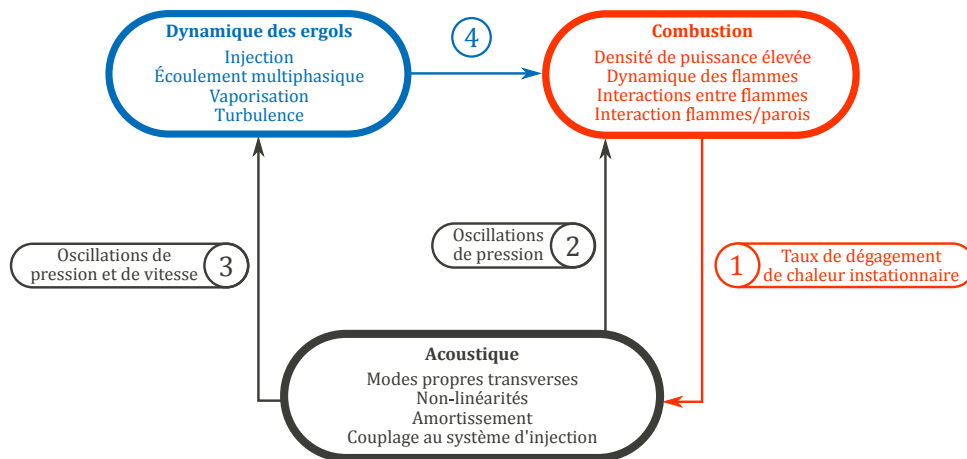 Dynamique des ergols
Injection
Écoulement multiphasique
Vaporisation
Turbulence
4
Combustion
Densité de puissance élevée
Dynamique des flammes
Interactions entre flammes
Interaction flammes/parois
Oscillations de
pression et de vitesse
3
Oscillations
de pression
2
1
Taux de dégagement
de chaleur instationnaire
Acoustique
Modes propres transverses
Non-linéarités
Amortissement
Couplage au système d'injection